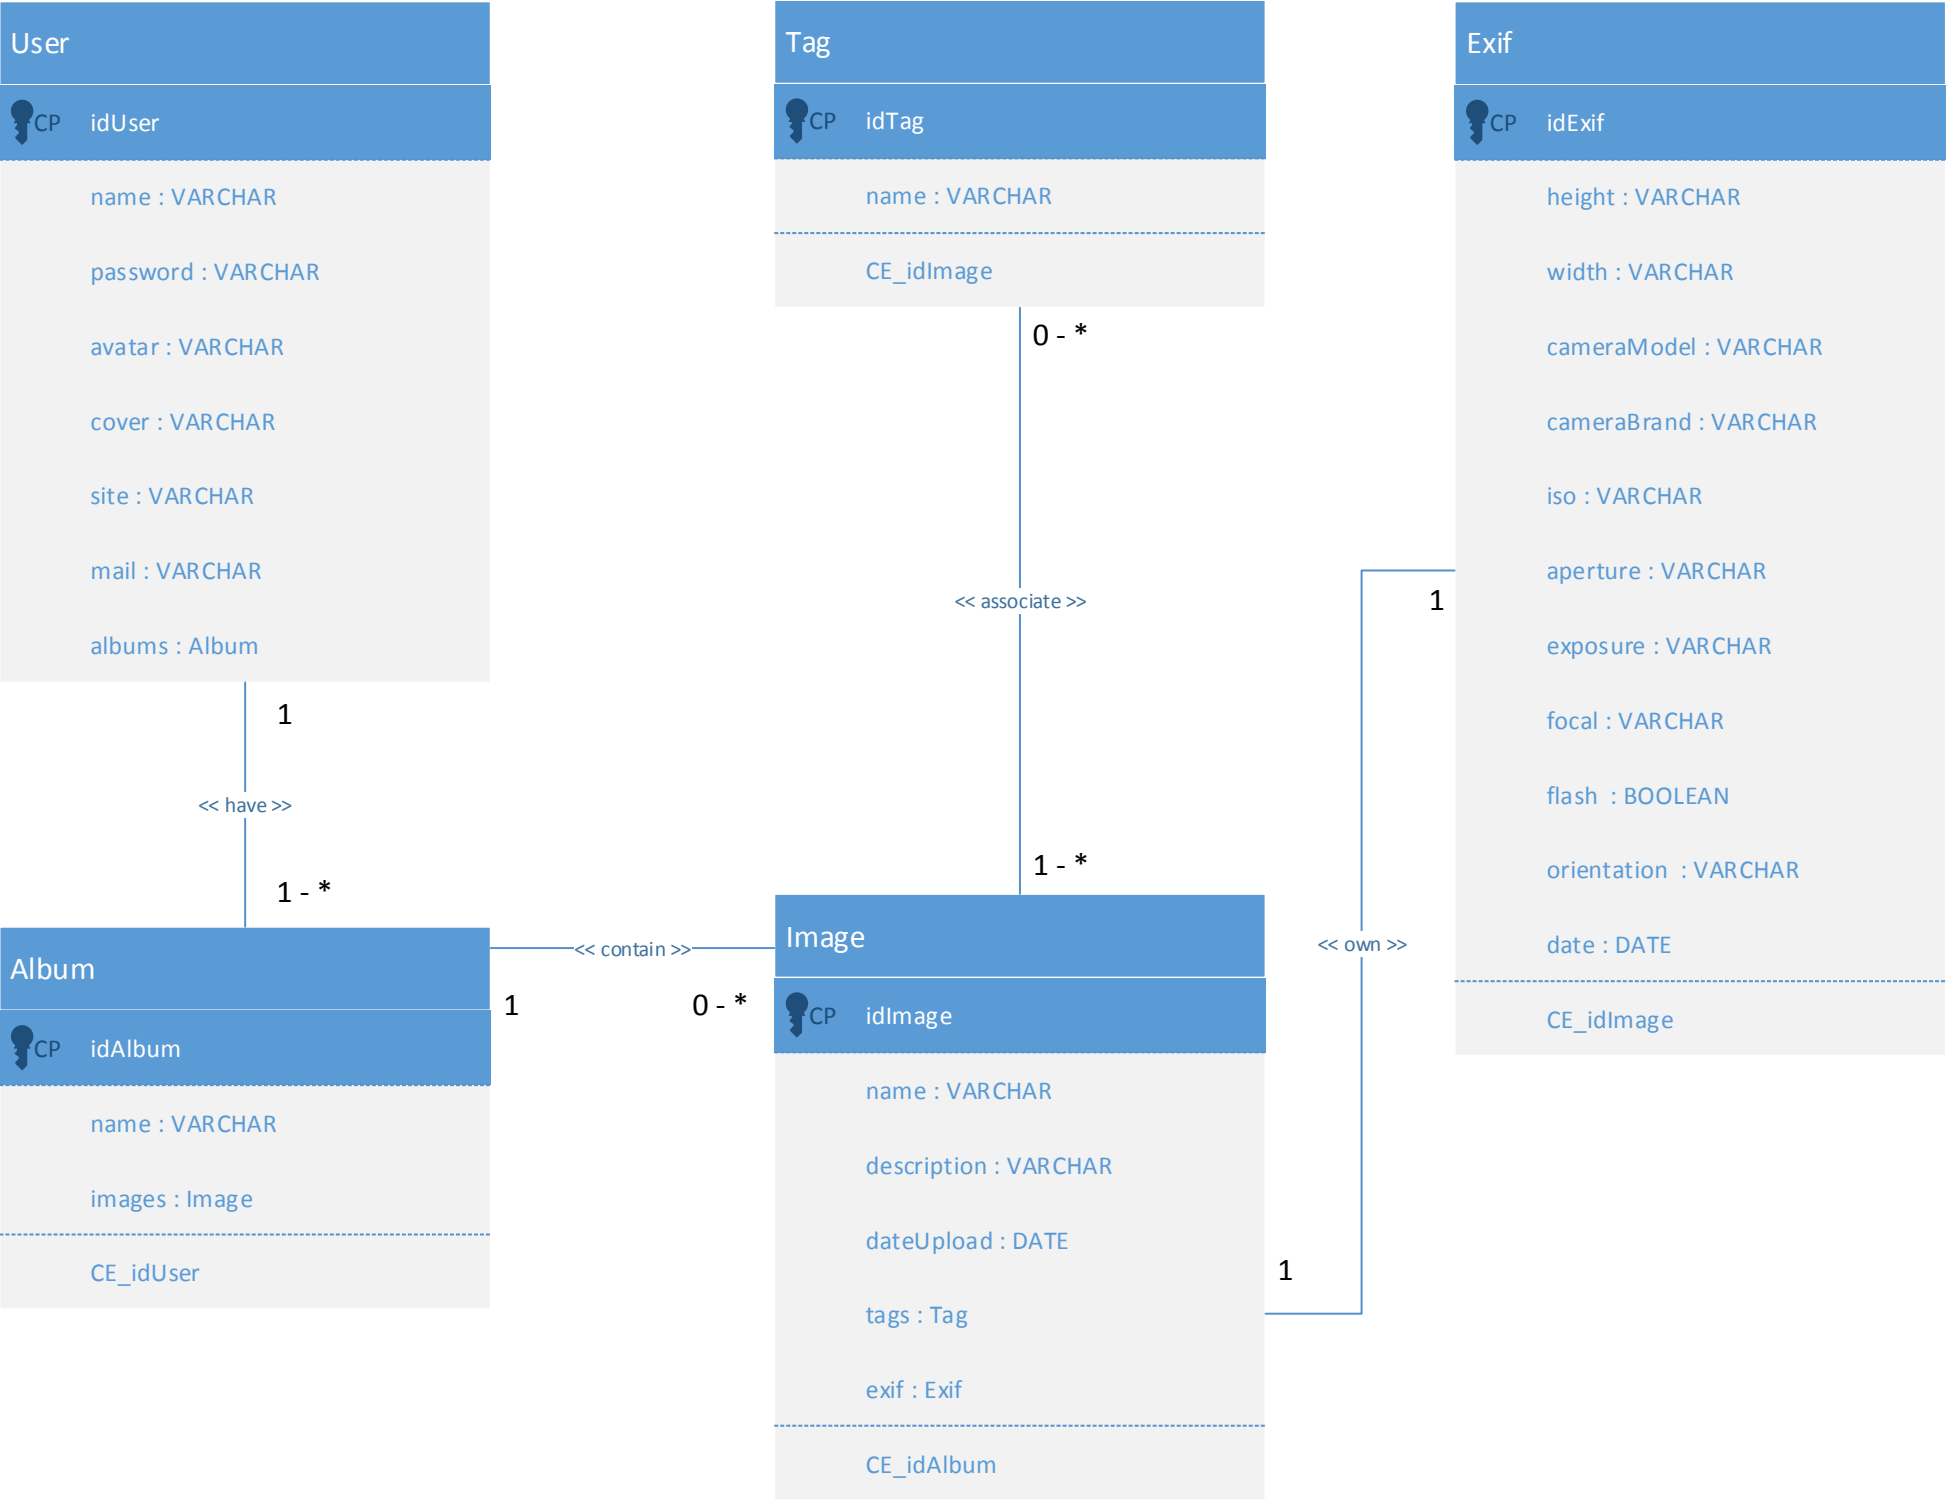 User
CP idUser
name : VARCHAR
password : VARCHAR
avatar : VARCHAR
cover : VARCHAR
site : VARCHAR
mail : VARCHAR
albums : Album
1
<< have >>
1 - *
Album
CP idAlbum
name : VARCHAR
images : Image
CE_idUser
1
<< contain >>
0 - *
Tag
CP idTag
name : VARCHAR
CE_idImage
0 - *
<< associate >>
1 - *
Image
CP idImage
name : VARCHAR
description : VARCHAR
dateUpload : DATE
tags : Tag
exif : Exif
CE_idAlbum
1
<< own >>
1
Exif
CP idExif
height : VARCHAR
width : VARCHAR
cameraModel : VARCHAR
cameraBrand : VARCHAR
iso : VARCHAR
aperture : VARCHAR
exposure : VARCHAR
focal : VARCHAR
flash : BOOLEAN
orientation : VARCHAR
date : DATE
CE_idImage